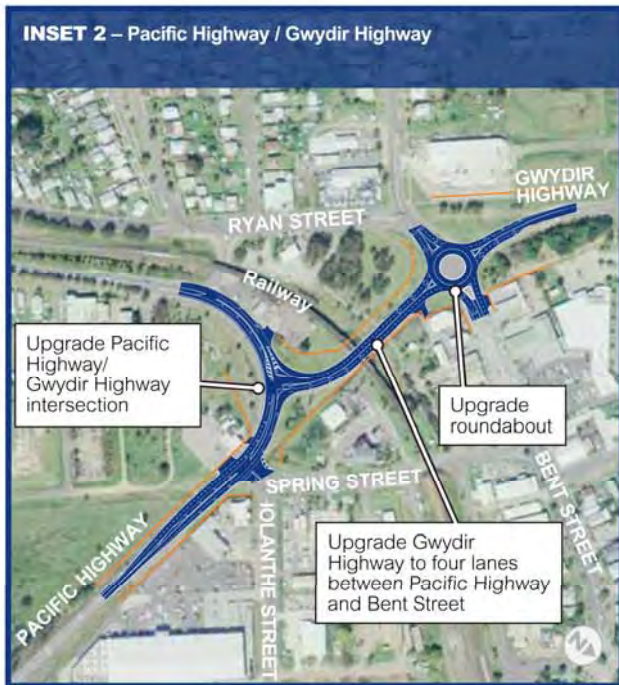 INSET 2 – Pacific Highway / Gwydir Highway
GWYDIR
HIGHWAY
RYAN STREET
Railway
Upgrade Pacific
Highway/
Gwydir Highway
intersection
Upgrade
roundabout
SPRING STREET
BENT STREET
IOLANTHE STREET
PACIFIC HIGHWAY
Upgrade Gwydir
Highway to four lanes
between Pacific Highway
and Bent Street